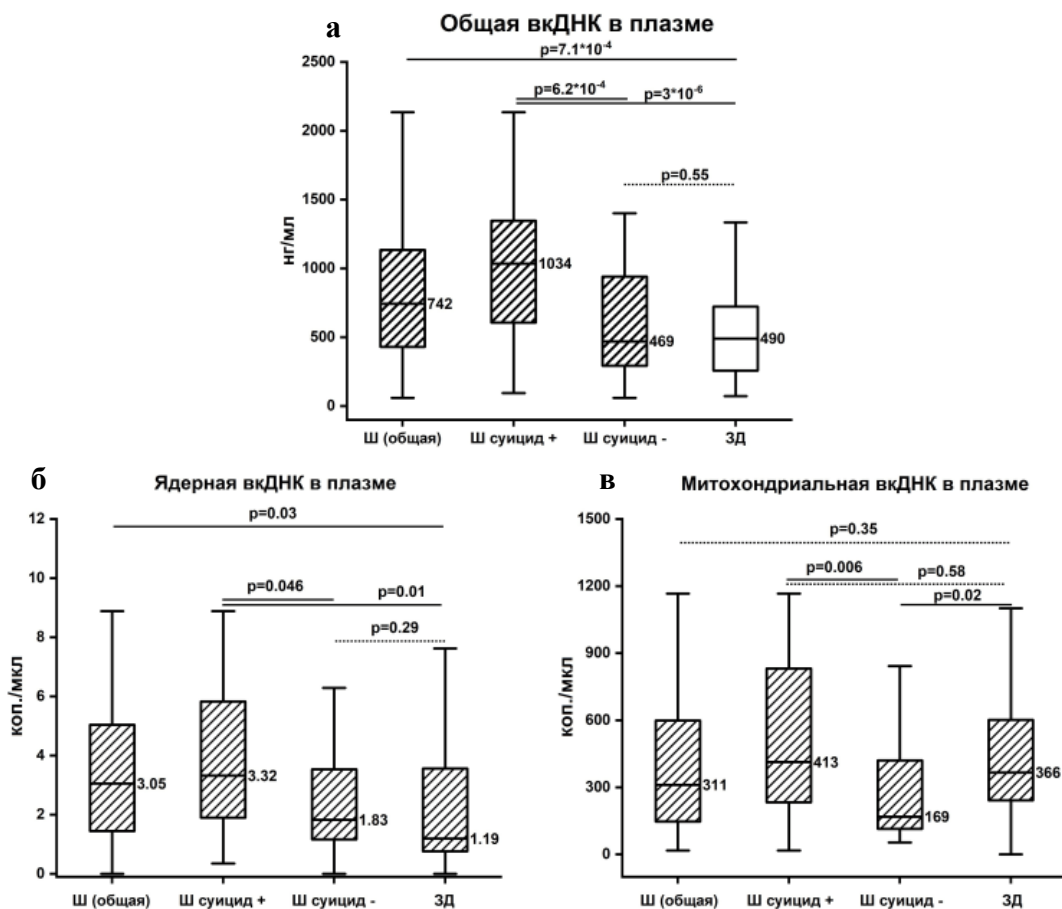 а
Общая вкДНК в плазме
p=7.1*10⁻⁴
p=6.2*10⁻⁴
p=3*10⁻⁶
p=0.55
2500
2000
1500
1000
500
0
нг/мл
742
1034
469
490
Ш (общая) Ш суицид + Ш суицид - ЗД
б
Ядерная вкДНК в плазме
p=0.03
p=0.046
p=0.01
p=0.29
12
10
8
6
4
2
0
коп./мкл
3.05
3.32
1.83
1.19
Ш (общая) Ш суицид + Ш суицид - ЗД
в
Митохондриальная вкДНК в плазме
p=0.35
p=0.006
p=0.58
p=0.02
1500
1200
900
600
300
0
коп./мкл
311
413
169
366
Ш (общая) Ш суицид + Ш суицид - ЗД